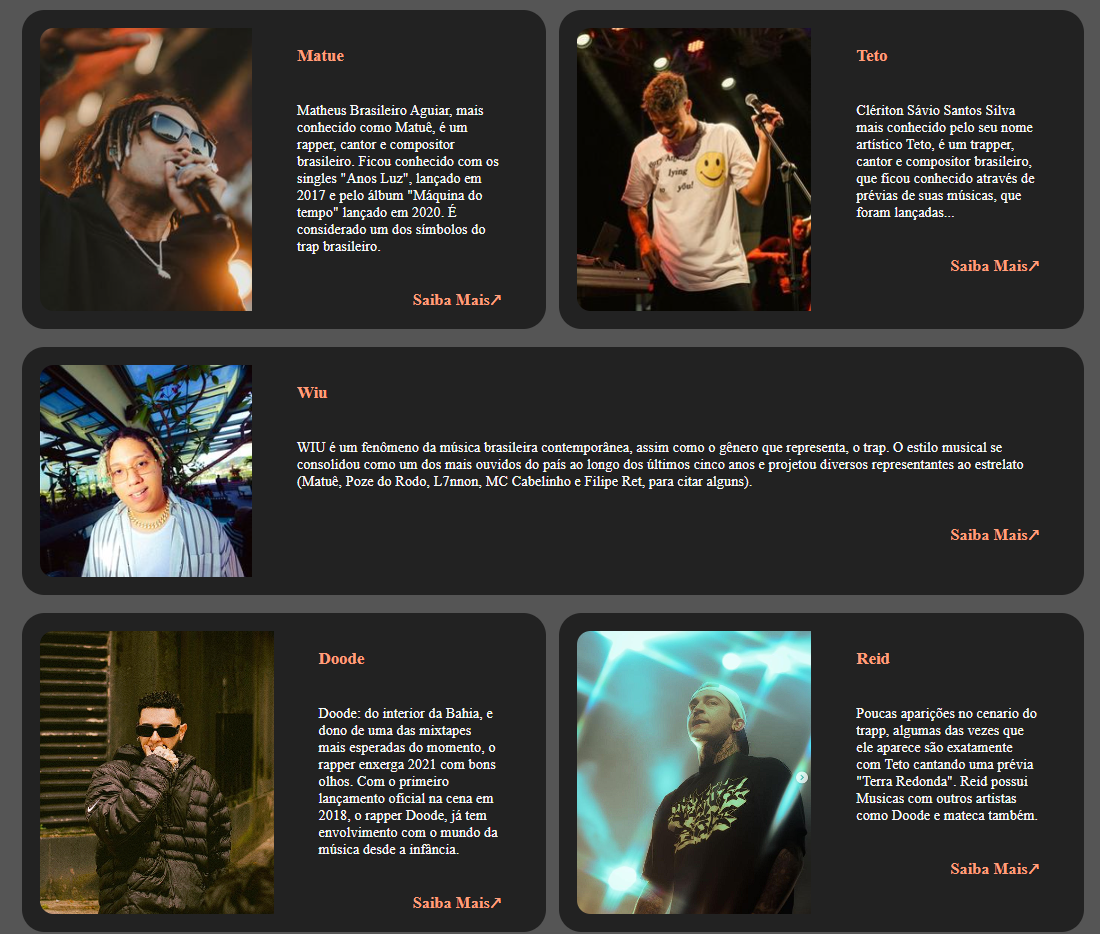 Matue
Matheus Brasileiro Aguiar, mais
conhecido como Matuê, é um
rapper, cantor e compositor
brasileiro. Ficou conhecido com os
singles "Anos Luz", lançado em
2017 e pelo álbum "Máquina do
tempo" lançado em 2020. É
considerado um dos símbolos do
trap brasileiro.
Saiba Mais↗
Teto
Clériton Sávio Santos Silva
mais conhecido pelo seu nome
artístico Teto, é um trapper,
cantor e compositor brasileiro,
que ficou conhecido através de
prévias de suas músicas, que
foram lançadas...
Saiba Mais↗
lying
you!
Wiu
WIU é um fenômeno da música brasileira contemporânea, assim como o gênero que representa, o trap. O estilo musical se
consolidou como um dos mais ouvidos do país ao longo dos últimos cinco anos e projetou diversos representantes ao estrelato
(Matuê, Poze do Rodo, L7nnon, MC Cabelinho e Filipe Ret, para citar alguns).
Saiba Mais↗
Doode
Doode: do interior da Bahia, e
dono de uma das mixtapes
mais esperadas do momento, o
rapper enxerga 2021 com bons
olhos. Com o primeiro
lançamento oficial na cena em
2018, o rapper Doode, já tem
envolvimento com o mundo da
música desde a infância.
Saiba Mais↗
Reid
Poucas aparições no cenario do
trapp, algumas das vezes que
ele aparece são exatamente
com Teto cantando uma prévia
"Terra Redonda". Reid possui
Musicas com outros artistas
como Doode e mateca também.
Saiba Mais↗